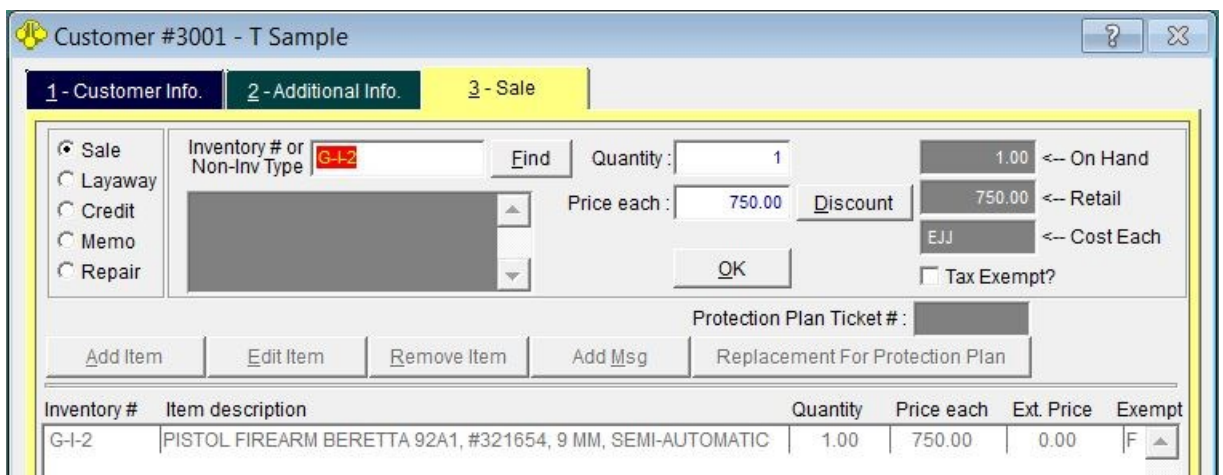 Customer #3001 - T Sample
? 
1 - Customer Info. 2 - Additional Info. 3 - Sale
Sale
Layaway
Credit
Memo
Repair
Inventory # or
Non-Inv Type G-I-2 Find
Quantity : 1
Price each : 750.00 Discount
OK
1.00 <-- On Hand
750.00 <-- Retail
EJJ <-- Cost Each
Tax Exempt?
Protection Plan Ticket # :
Add Item Edit Item Remove Item Add Msg Replacement For Protection Plan
Inventory # Item description Quantity Price each Ext. Price Exempt
G-I-2 PISTOL FIREARM BERETTA 92A1, #321654, 9 MM, SEMI-AUTOMATIC 1.00 750.00 0.00 F